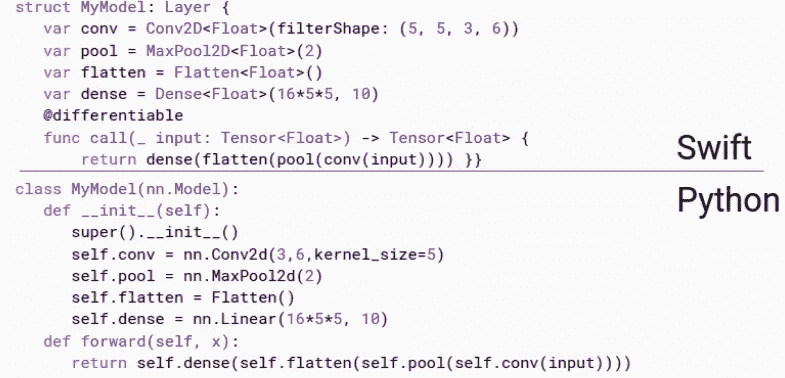 struct MyModel: Layer {
    var conv = Conv2D<Float>(filterShape: (5, 5, 3, 6))
    var pool = MaxPool2D<Float>(2)
    var flatten = Flatten<Float>()
    var dense = Dense<Float>(16*5*5, 10)
    @differentiable
    func call(_ input: Tensor<Float>) -> Tensor<Float> {
        return dense(flatten(pool(conv(input)))) }}
Swift
Python
class MyModel(nn.Model):
    def __init__(self):
        super().__init__()
        self.conv = nn.Conv2d(3,6,kernel_size=5)
        self.pool = nn.MaxPool2d(2)
        self.flatten = Flatten()
        self.dense = nn.Linear(16*5*5, 10)
    def forward(self, x):
        return self.dense(self.flatten(self.pool(self.conv(input))))